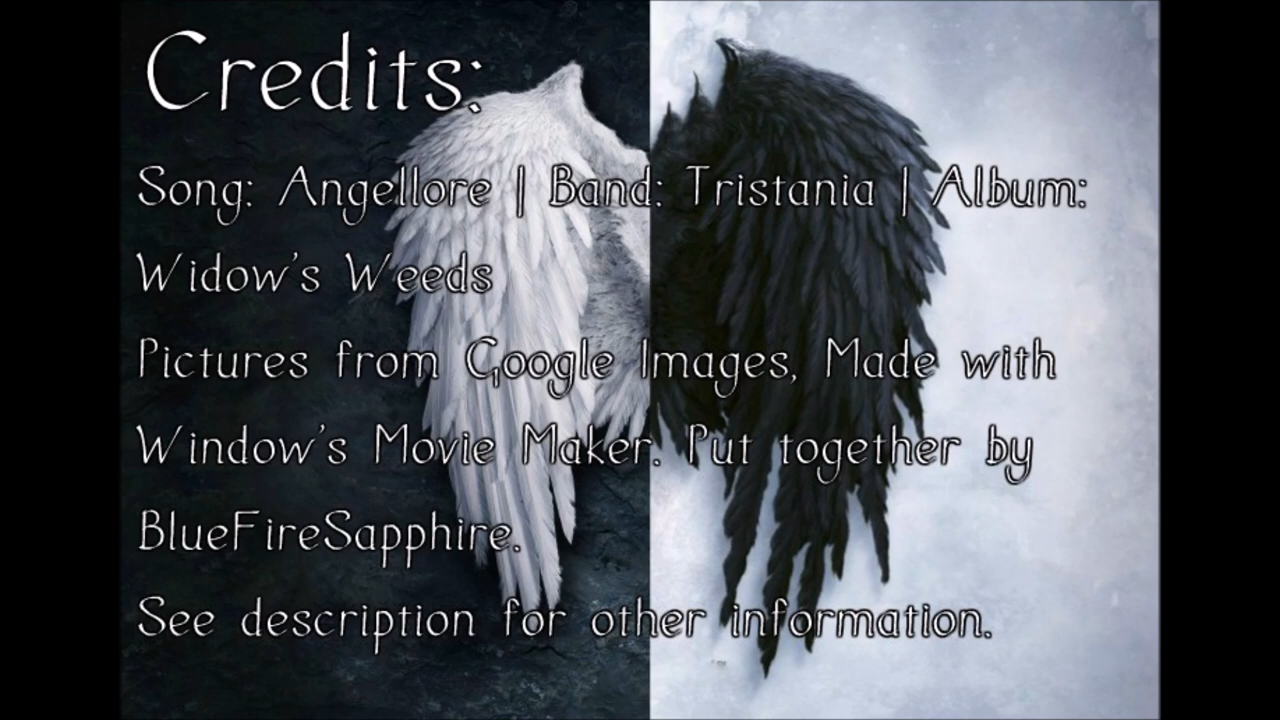 Credits:
Song: Angellore | Band: Tristania | Album:
Widow's Weeds
Pictures from Google Images, Made with
Window's Movie Maker. Put together by
BlueFireSapphire.
See description for other information.